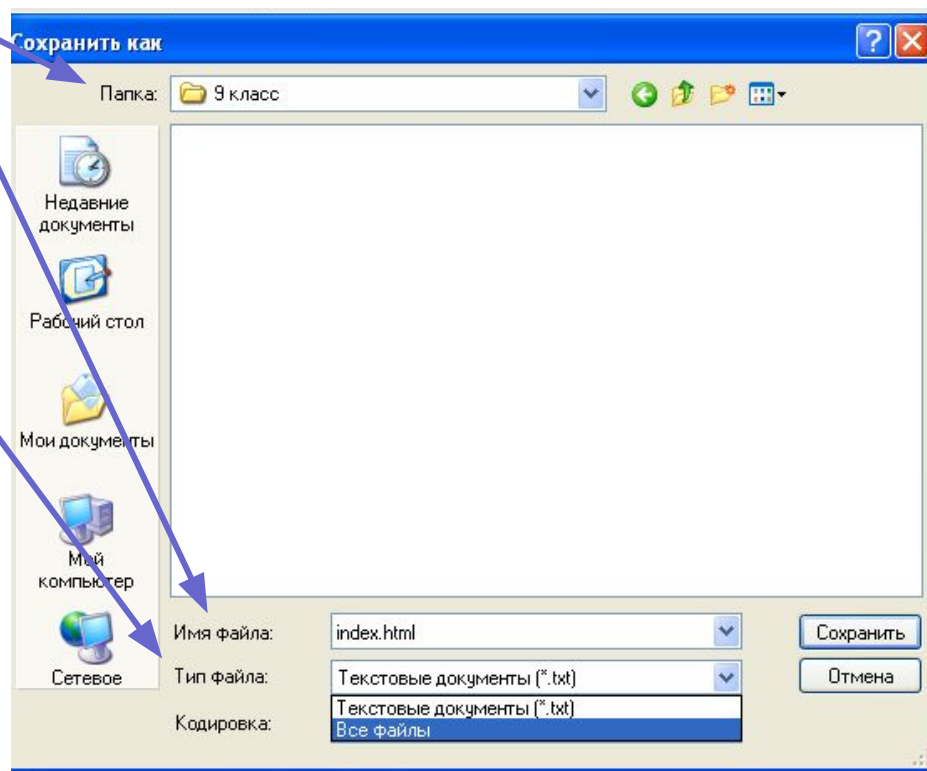 Сохранить как
Папка:
9 класс
Недавние
документы
Рабочий стол
Мои документы
Мой
компьютер
Сетевое
Имя файла:
index.html
Сохранить
Тип файла:
Текстовые документы (*.txt)
Отмена
Текстовые документы (*.txt)
Кодировка:
Все файлы